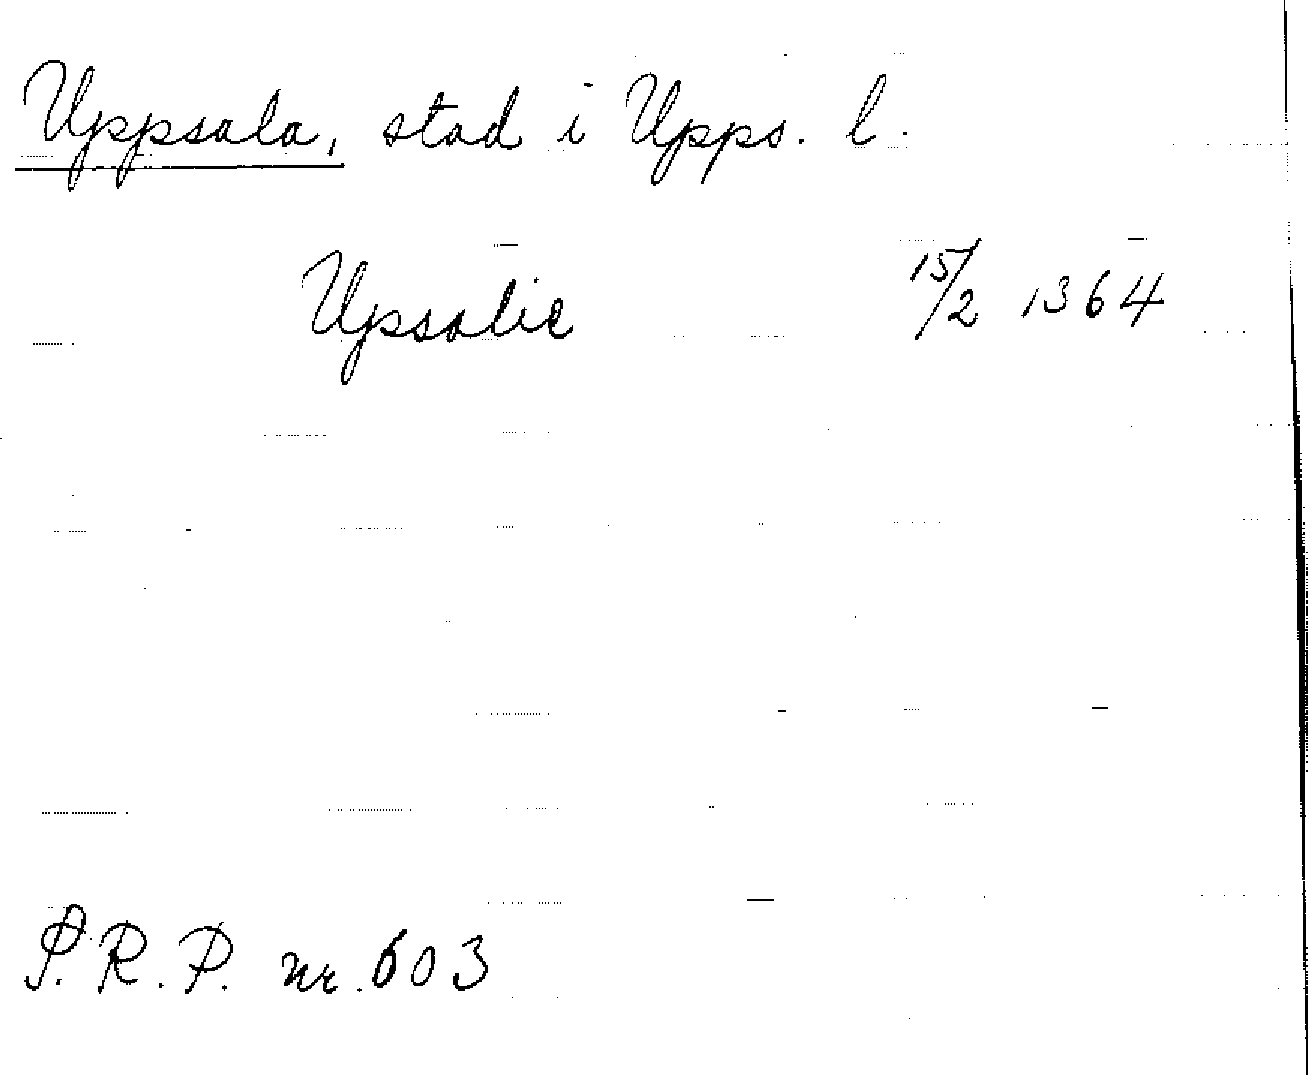 Uppsala, stad i Upps. l.
Upsalie 15/2 1364
S.R.P. nr. 603